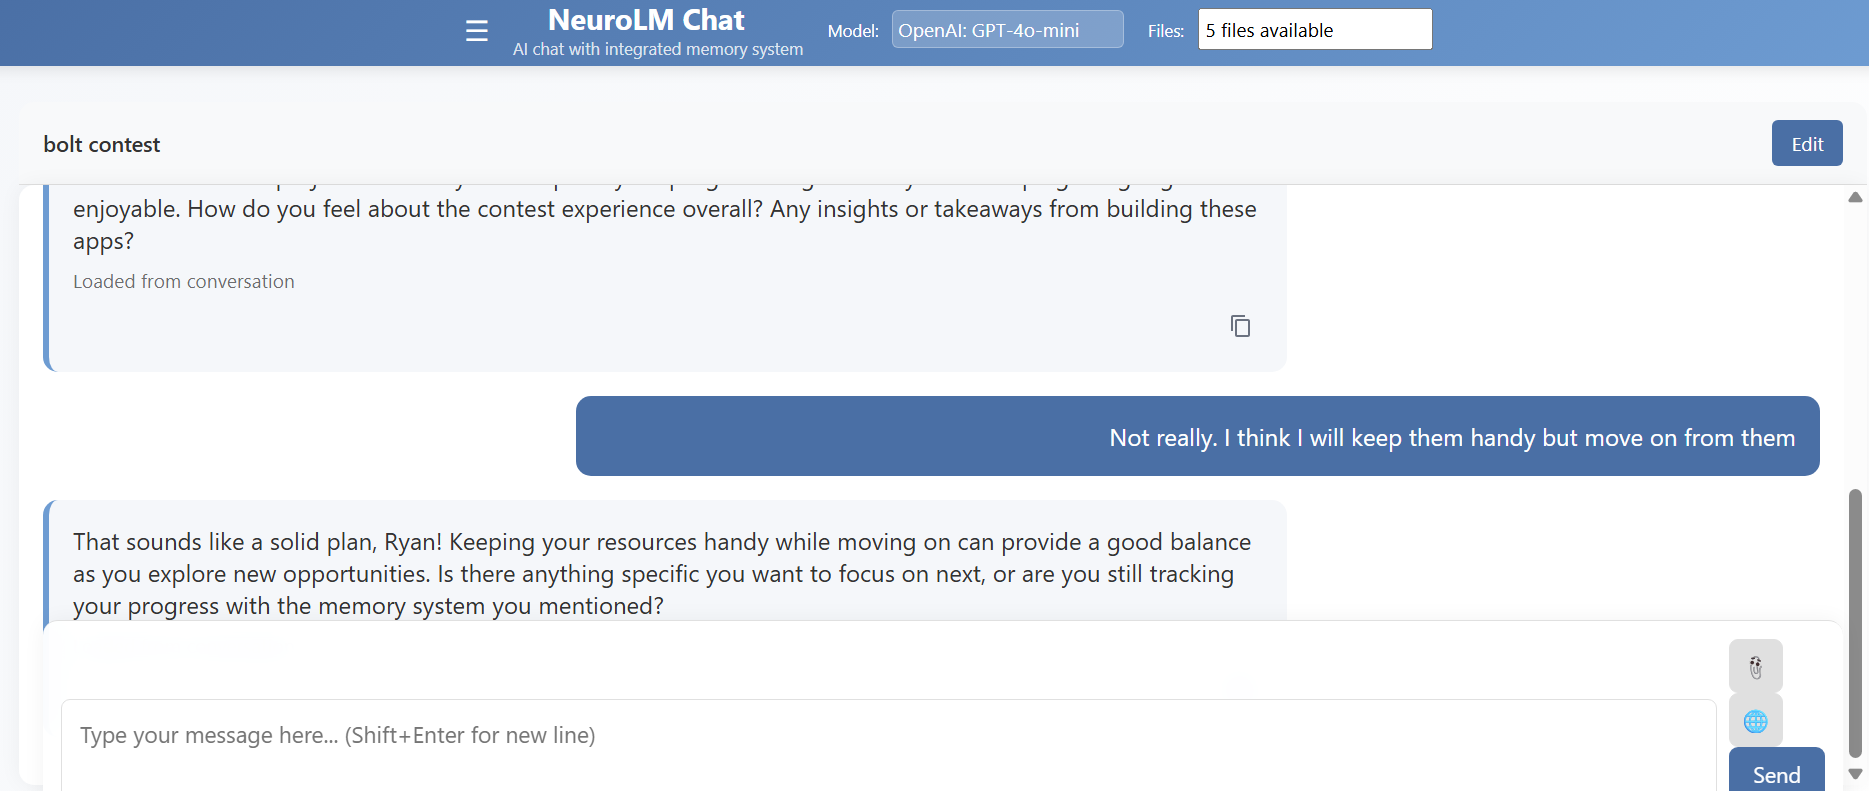 NeuroLM Chat
AI chat with integrated memory system
Model:
OpenAI: GPT-4o-mini
Files:
5 files available
bolt contest
Edit
enjoyable. How do you feel about the contest experience overall? Any insights or takeaways from building these
apps?
Loaded from conversation
Not really. I think I will keep them handy but move on from them
That sounds like a solid plan, Ryan! Keeping your resources handy while moving on can provide a good balance
as you explore new opportunities. Is there anything specific you want to focus on next, or are you still tracking
your progress with the memory system you mentioned?
Type your message here... (Shift+Enter for new line)
Send